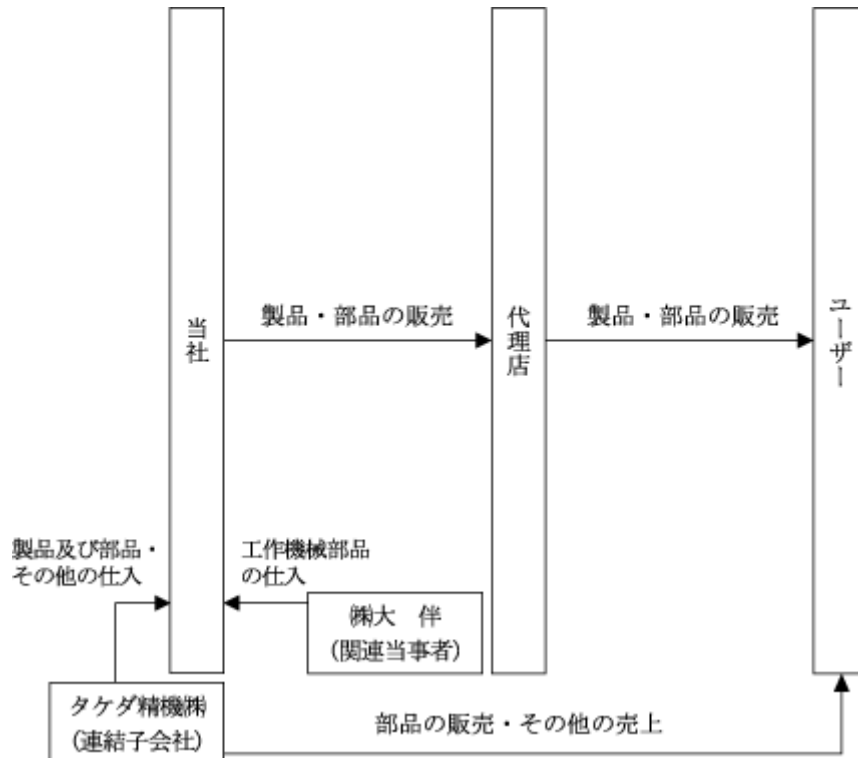 当社
製品・部品の販売
代理店
製品・部品の販売
ユーザー
製品及び部品・
その他の仕入
工作機械部品
の仕入
㈱大　伴
(関連当事者)
タケダ精機㈱
(連結子会社)
部品の販売・その他の売上